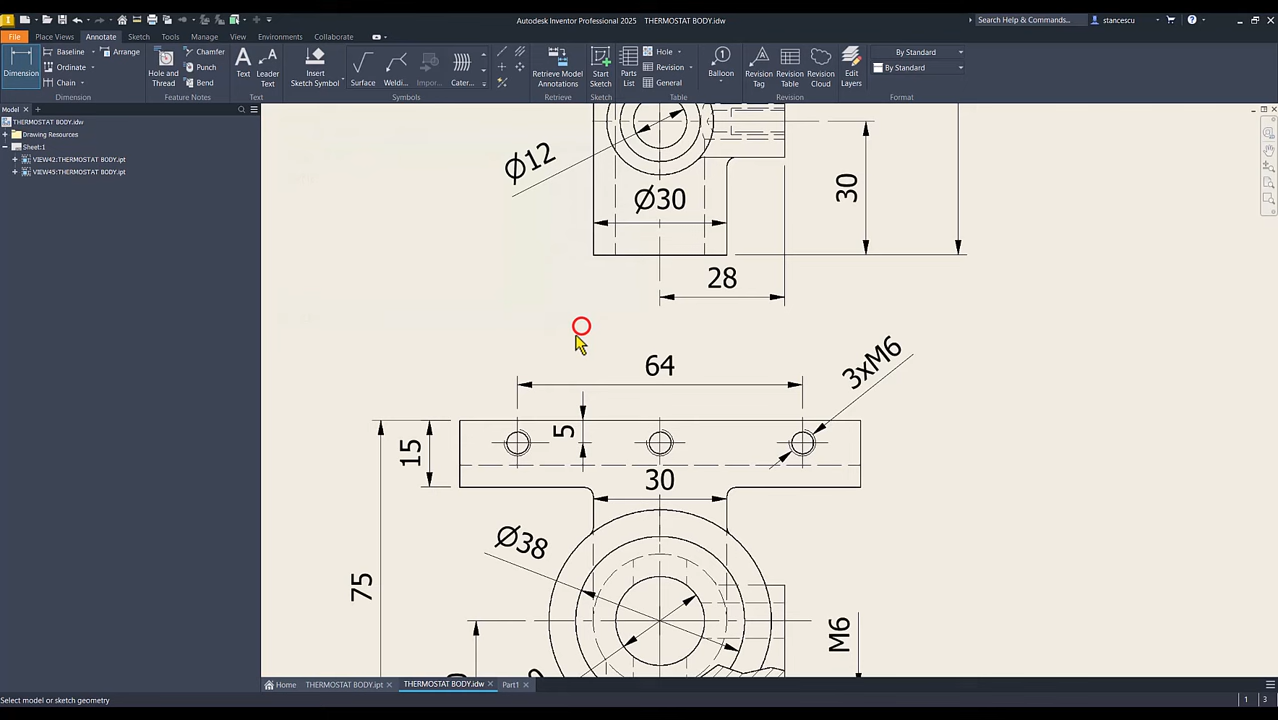 Autodesk Inventor Professional 2025 THERMOSTAT BODY.idw
Search Help & Commands...
stancescu
File Place Views Annotate Sketch Tools Manage View Environments Collaborate
Dimension
Baseline
Ordinate
Chain
Arrange
Hole and Thread
Chamfer
Punch
Bend
Text
Leader Text
Insert Sketch Symbol
Surface
Weldi...
Impor...
Cater...
Retrieve Model Annotations
Start Sketch
Parts List
Hole
Revision
General
Balloon
Revision Tag
Revision Table
Revision Cloud
Edit Layers
By Standard
By Standard
Dimension Feature Notes Text Symbols Retrieve Sketch Table Revision Format
Model
THERMOSTAT BODY.idw
Drawing Resources
Sheet:1
VIEW42:THERMOSTAT BODY.ipt
VIEW45:THERMOSTAT BODY.ipt
Ø12
Ø30
30
28
64
3xM6
15
5
30
Ø38
75
M6
Home THERMOSTAT BODY.ipt THERMOSTAT BODY.idw Part1
Select model or sketch geometry
1 3